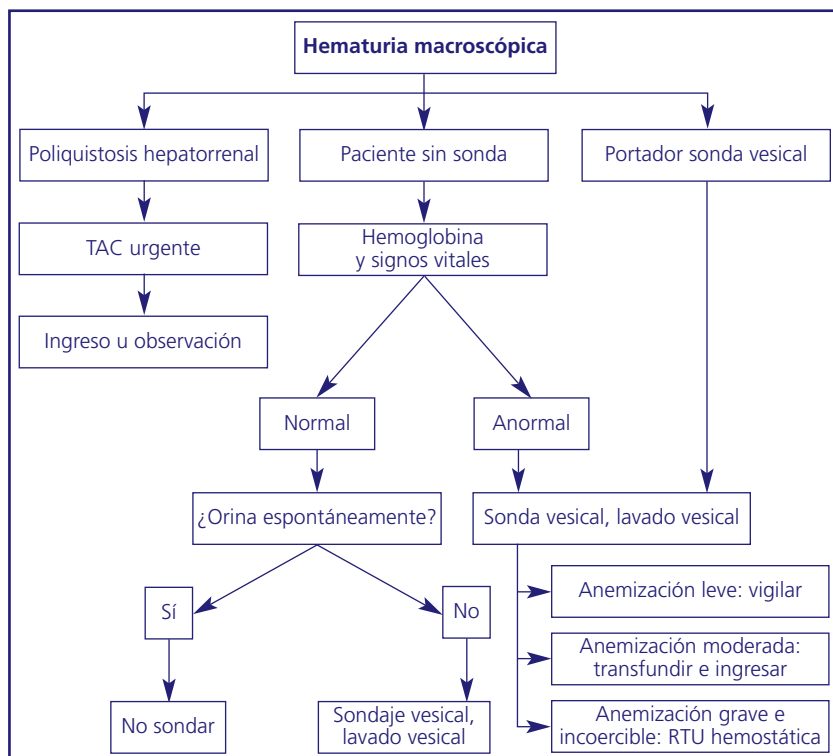 Hematuria macroscópica
Poliquistosis hepatorrenal
Paciente sin sonda
Portador sonda vesical
TAC urgente
Hemoglobina
y signos vitales
Ingreso u observación
Normal
Anormal
¿Orina espontáneamente?
Sonda vesical, lavado vesical
Sí
No
Anemización leve: vigilar
Anemización moderada:
transfundir e ingresar
No sondar
Sondaje vesical,
lavado vesical
Anemización grave e
incoercible: RTU hemostática